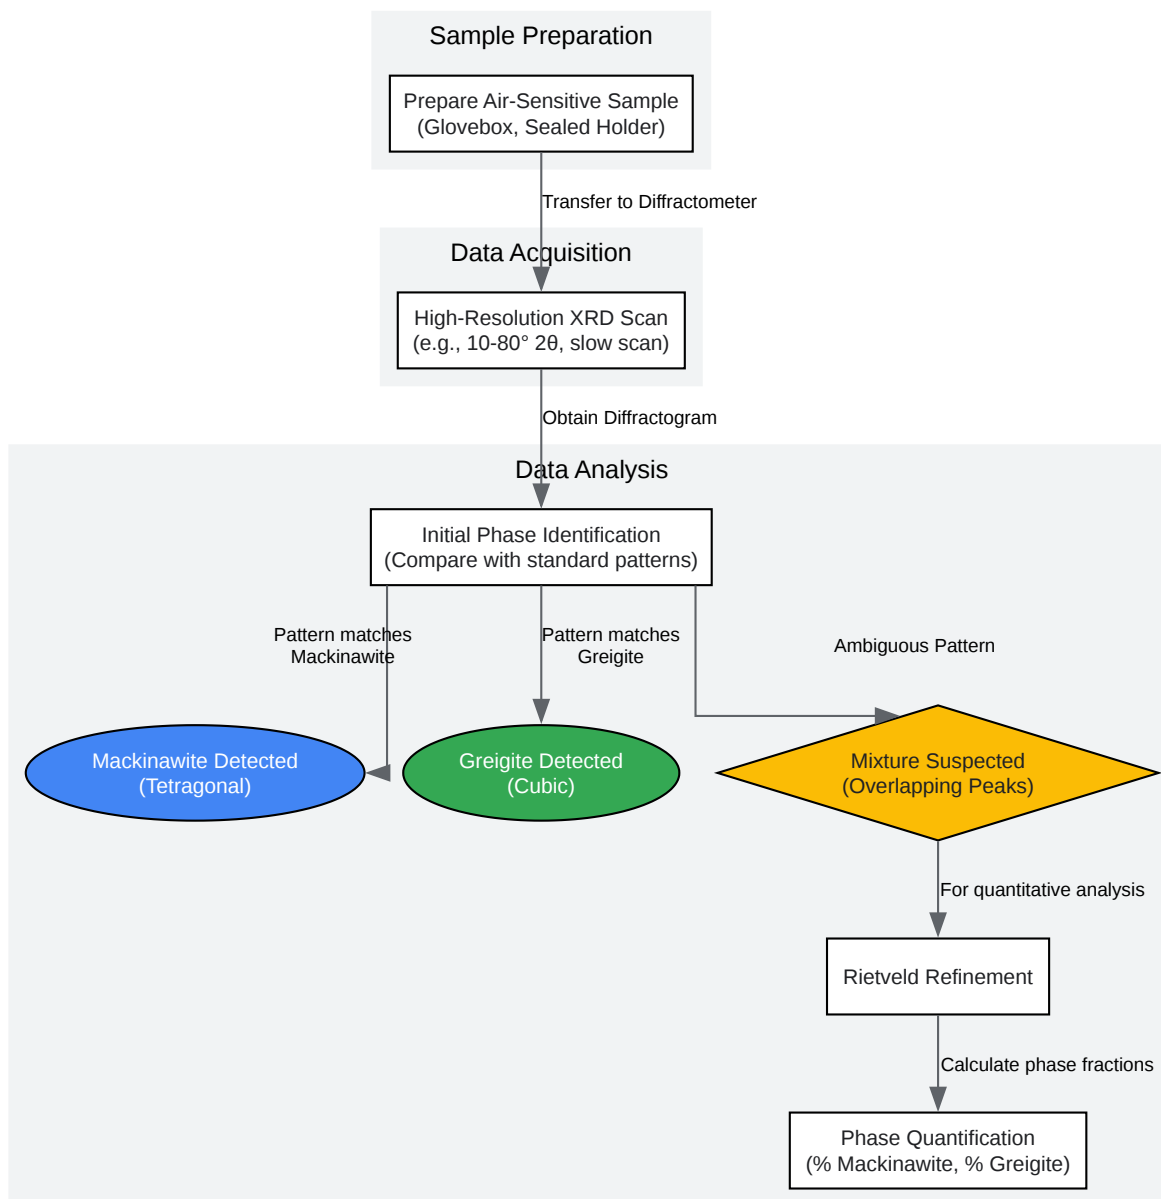 Sample Preparation
Prepare Air-Sensitive Sample
(Glovebox, Sealed Holder)
Transfer to Diffractometer
Data Acquisition
High-Resolution XRD Scan
(e.g., 10-80° 2θ, slow scan)
Obtain Diffractogram
Data Analysis
Initial Phase Identification
(Compare with standard patterns)
Pattern matches
Mackinawite
Pattern matches
Greigite
Ambiguous Pattern
Mackinawite Detected
(Tetragonal)
Greigite Detected
(Cubic)
Mixture Suspected
(Overlapping Peaks)
For quantitative analysis
Rietveld Refinement
Calculate phase fractions
Phase Quantification
(% Mackinawite, % Greigite)